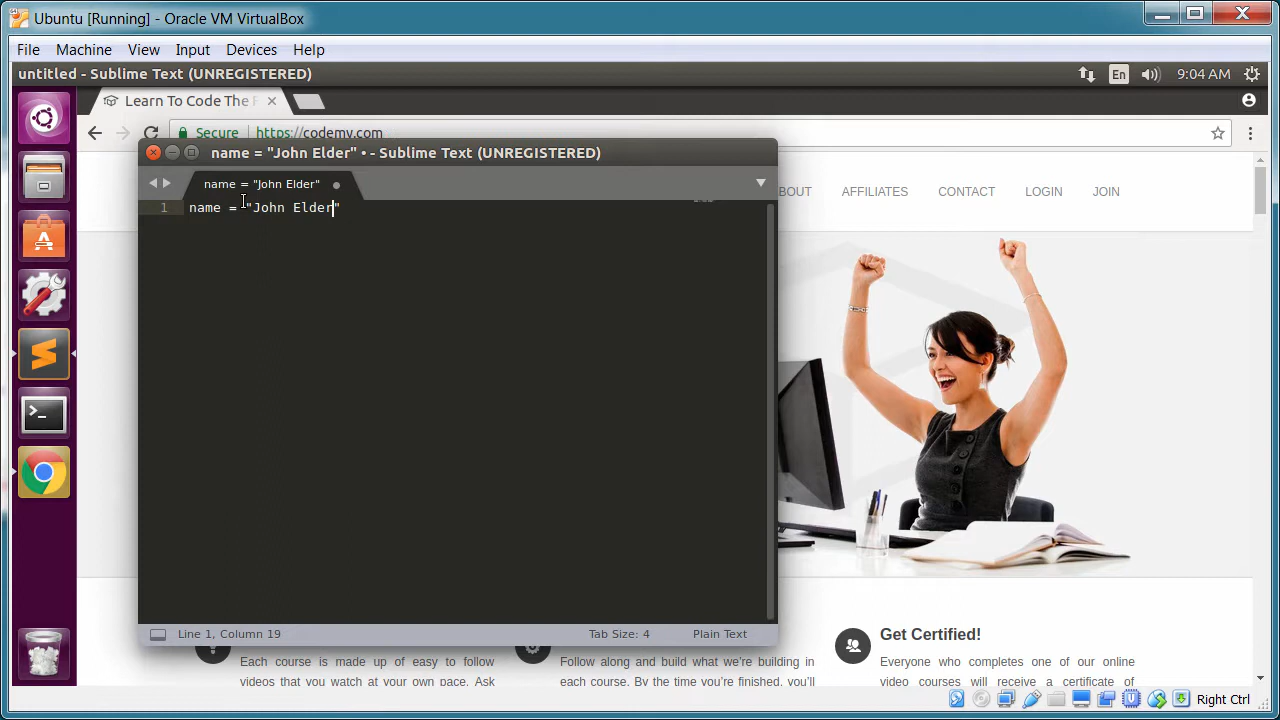 Ubuntu [Running] - Oracle VM VirtualBox
File Machine View Input Devices Help
untitled - Sublime Text (UNREGISTERED)
En 9:04 AM
Learn To Code The
Secure https://codemy.com
name = "John Elder" • - Sublime Text (UNREGISTERED)
name = "John Elder"
AFFILIATES CONTACT LOGIN JOIN
1 name = "John Elder"
Get Certified!
Line 1, Column 19 Tab Size: 4 Plain Text
Each course is made up of easy to follow
videos that you watch at your own pace. Ask
Follow along and build what we're building in
each course. By the time you're finished, you'll
Everyone who completes one of our online
video courses will receive a certificate of
Right Ctrl